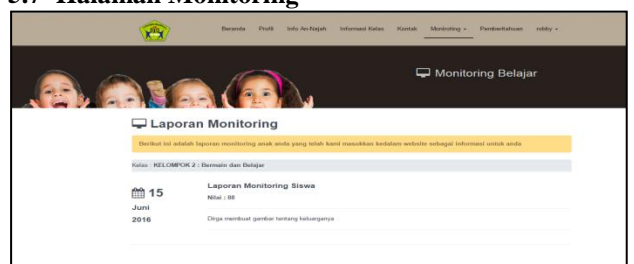 3.7 Halaman Monitoring
Beranda Profil Info An-Najah Informasi Kelas Kontak Monitoring Pemberitahuan robby
Monitoring Belajar
Laporan Monitoring
Berikut ini adalah laporan monitoring anak anda yang telah kami masukkan kedalam website sebagai informasi untuk anda
Kelas : KELOMPOK 2 : Bermain dan Belajar
15
Juni
2016
Laporan Monitoring Siswa
Nilai : 88
Dirga membuat gambar tentang keluarganya